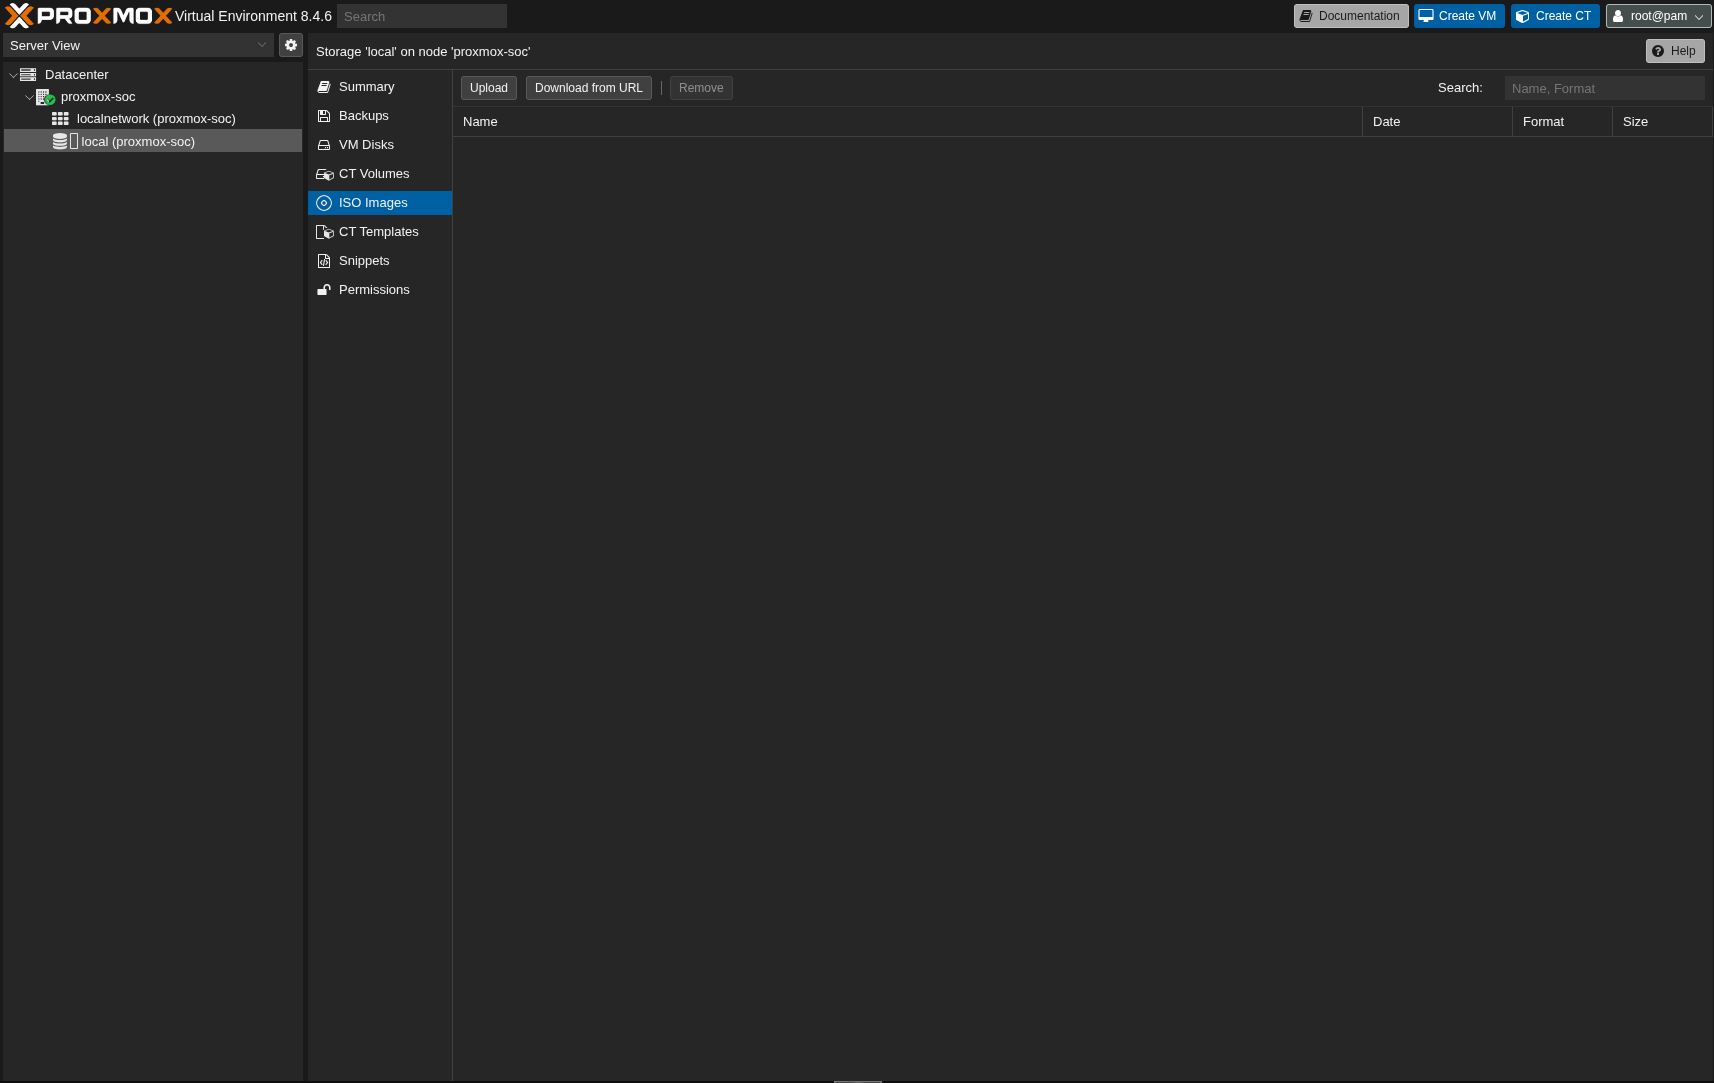 PROXMOX Virtual Environment 8.4.6 Search Documentation Create VM Create CT root@pam
Server View
Storage 'local' on node 'proxmox-soc' Help
Datacenter
proxmox-soc
localnetwork (proxmox-soc)
local (proxmox-soc)
Summary
Backups
VM Disks
CT Volumes
ISO Images
CT Templates
Snippets
Permissions
Upload Download from URL Remove Search: Name, Format
Name Date Format Size